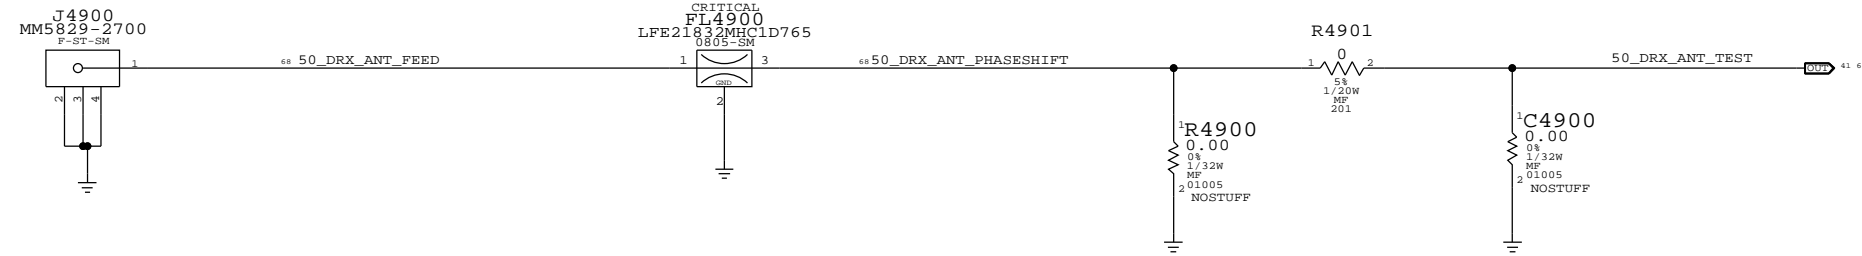 J4900
MM5829-2700
F-ST-SM
1
2
3
4
68 50_DRX_ANT_FEED
CRITICAL
FL4900
LFE21832MHC1D765
0805-SM
1
3
GND
2
68 50_DRX_ANT_PHASESHIFT
R4901
0
1
2
5%
1/20W
MF
201
1
R4900
0.00
0%
1/32W
MF
01005
2
NOSTUFF
1
C4900
0.00
0%
1/32W
MF
01005
2
NOSTUFF
50_DRX_ANT_TEST
OUT
41 6